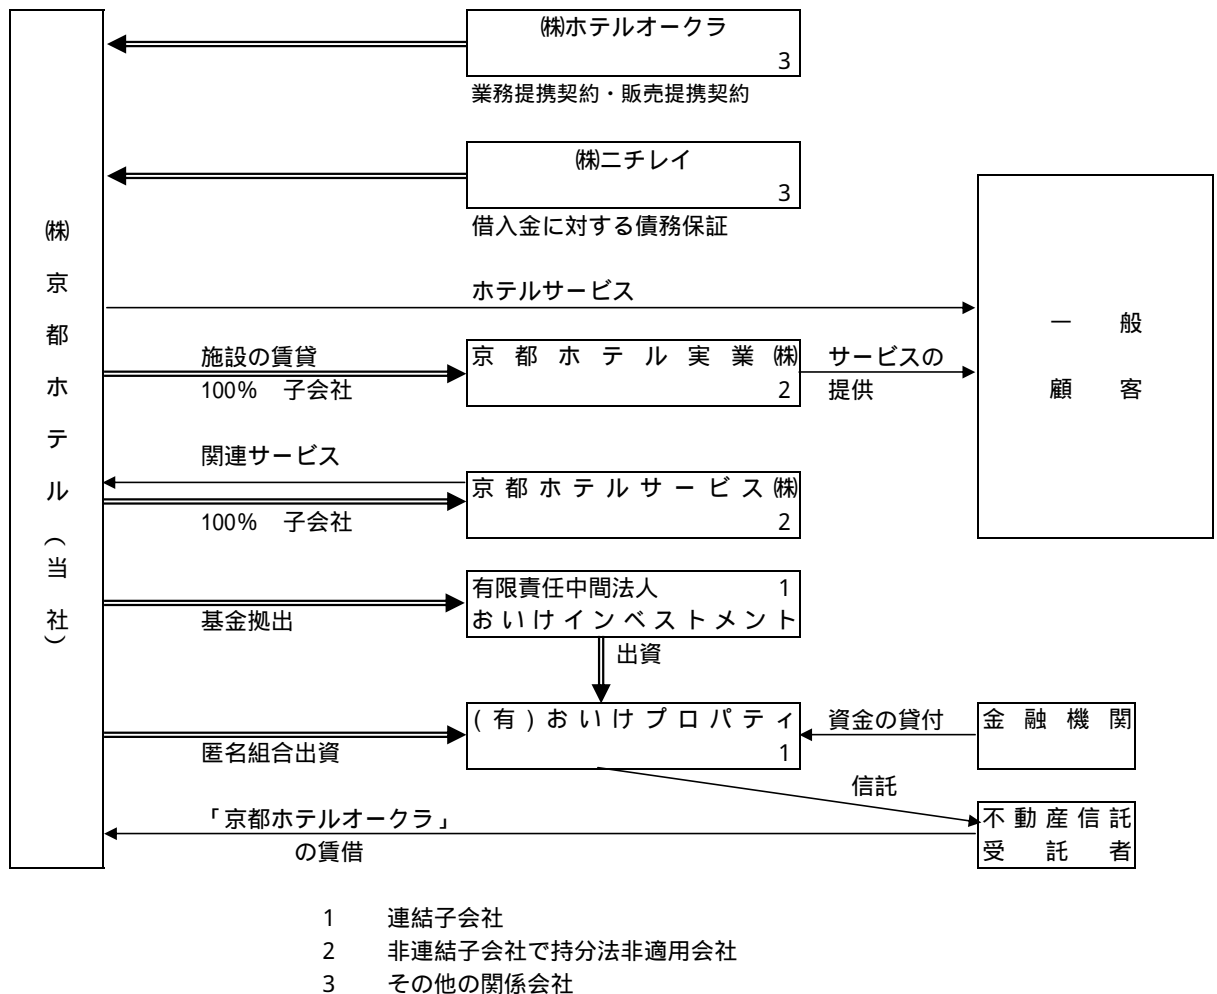 ㈱ホテルオークラ
3
業務提携契約・販売提携契約
㈱ニチレイ
3
借入金に対する債務保証
㈱京都ホテル(当社)
ホテルサービス
一般
顧客
施設の賃貸
100% 子会社
京都ホテル実業㈱
2
サービスの
提供
関連サービス
100% 子会社
京都ホテルサービス㈱
2
基金拠出
有限責任中間法人 1
おいけインベストメント
出資
匿名組合出資
(有)おいけプロパティ
1
資金の貸付
金融機関
信託
「京都ホテルオークラ」
の賃借
不動産信託
受託者
1 連結子会社
2 非連結子会社で持分法非適用会社
3 その他の関係会社